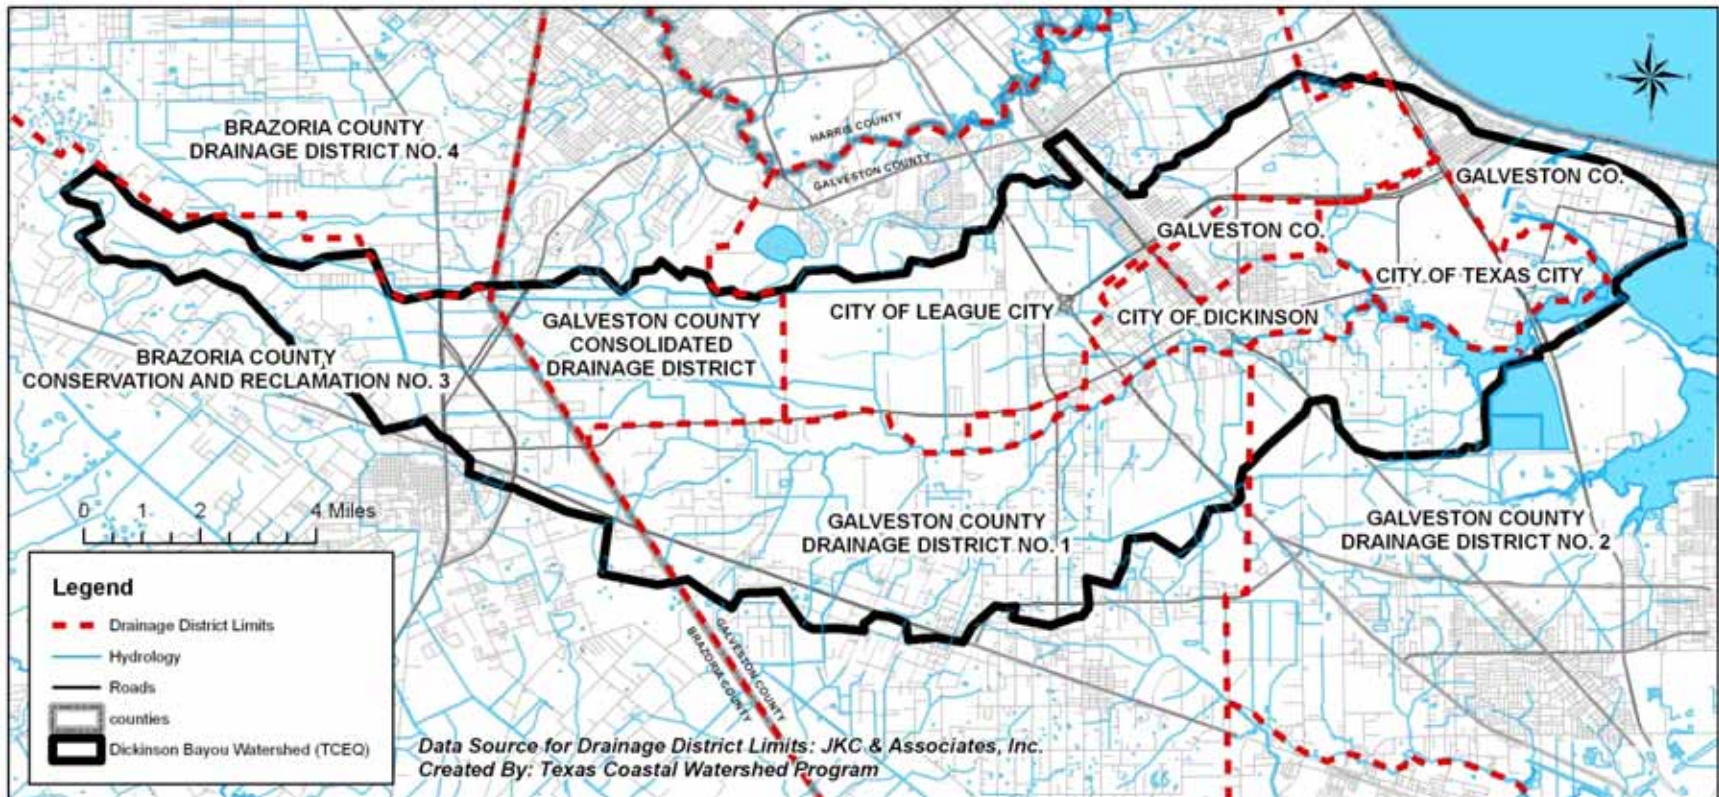 BRAZORIA COUNTY
DRAINAGE DISTRICT NO. 4
HARRIS COUNTY
GALVESTON COUNTY
GALVESTON CO.
GALVESTON CO.
CITY OF TEXAS CITY
CITY OF LEAGUE CITY
CITY OF DICKINSON
GALVESTON COUNTY
CONSOLIDATED
DRAINAGE DISTRICT
BRAZORIA COUNTY
CONSERVATION AND RECLAMATION NO. 3
GALVESTON COUNTY
DRAINAGE DISTRICT NO. 1
GALVESTON COUNTY
DRAINAGE DISTRICT NO. 2
0 1 2 4 Miles
GALVESTON COUNTY
BRAZORIA COUNTY
Legend
Drainage District Limits
Hydrology
Roads
counties
Dickinson Bayou Watershed (TCEQ)
Data Source for Drainage District Limits: JKC & Associates, Inc.
Created By: Texas Coastal Watershed Program